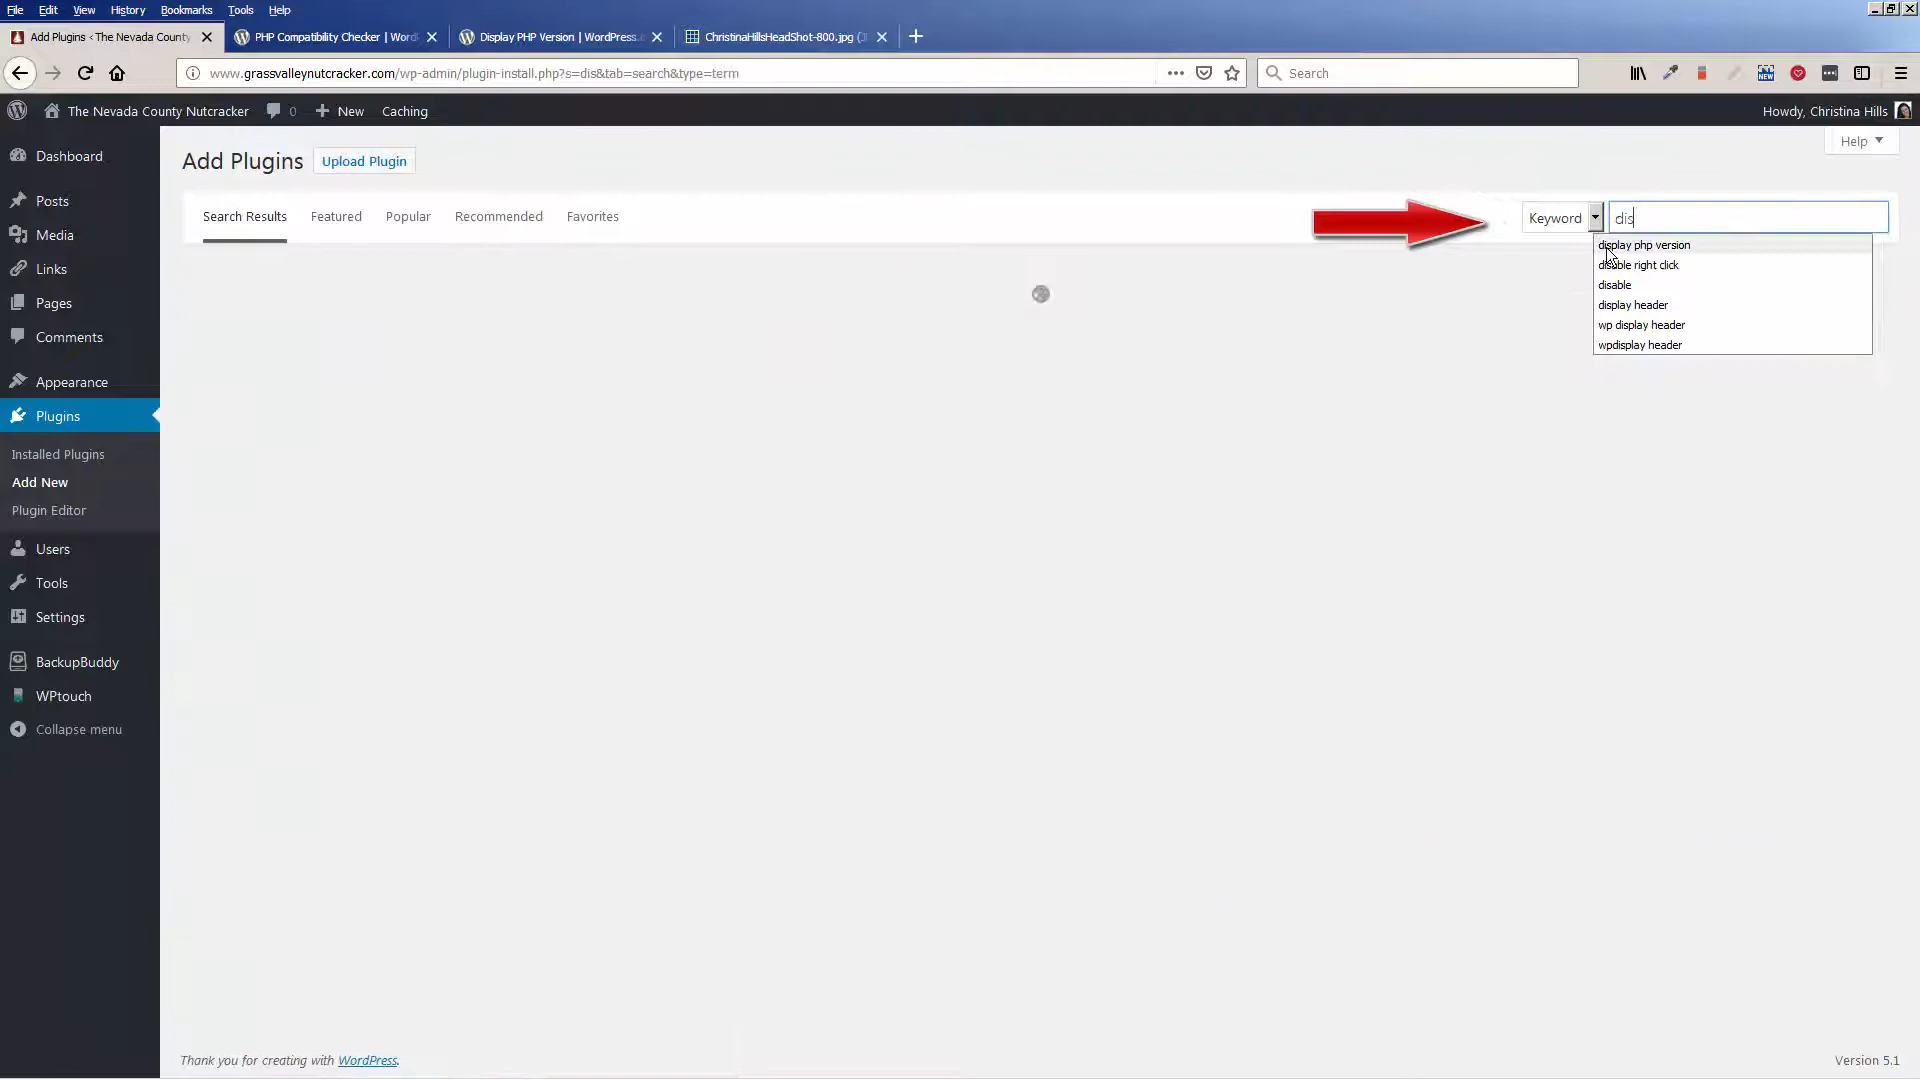 File Edit View History Bookmarks Tools Help
Add Plugins < The Nevada County
PHP Compatibility Checker | Word
Display PHP Version | WordPress.
ChristinaHillsHeadShot-800.jpg
www.grassvalleynutcracker.com/wp-admin/plugin-install.php?s=dis&tab=search&type=term
Search
NEW
The Nevada County Nutcracker 0 New Caching
Howdy, Christina Hills
Help
Add Plugins Upload Plugin
Search Results Featured Popular Recommended Favorites
Keyword dis
display php version
disable right click
disable
display header
wp display header
wpdisplay header
Dashboard
Posts
Media
Links
Pages
Comments
Appearance
Plugins
Installed Plugins
Add New
Plugin Editor
Users
Tools
Settings
BackupBuddy
WPtouch
Collapse menu
Thank you for creating with WordPress.
Version 5.1